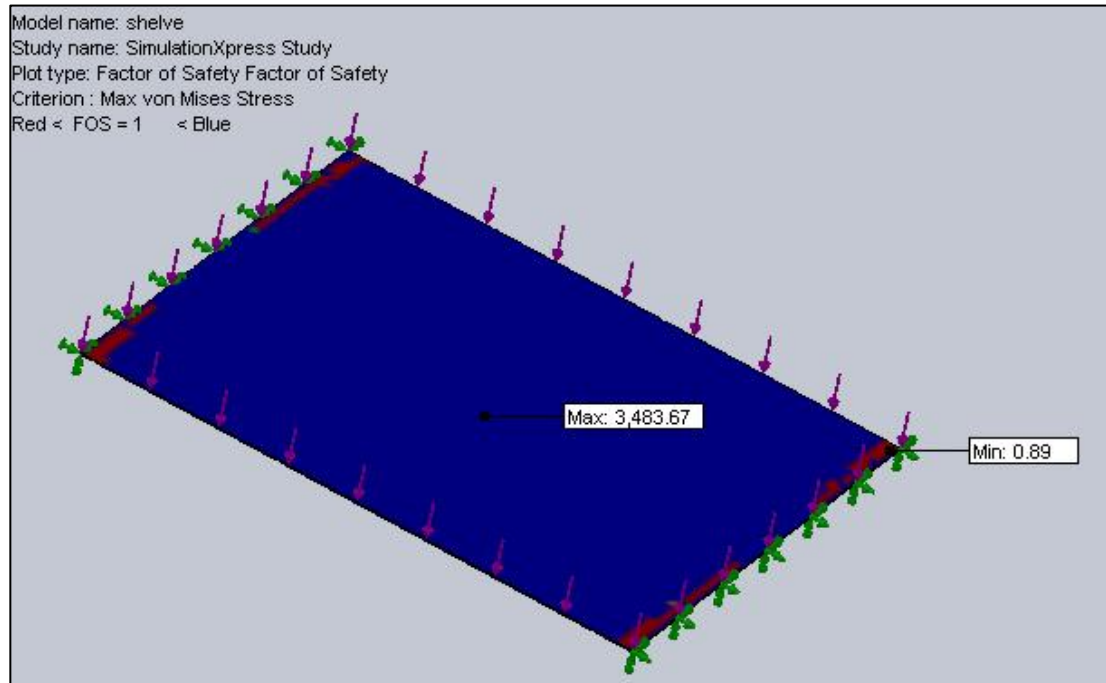 Model name: shelve
Study name: SimulationXpress Study
Plot type: Factor of Safety Factor of Safety
Criterion : Max von Mises Stress
Red < FOS = 1 < Blue
Max: 3,483.67
Min: 0.89